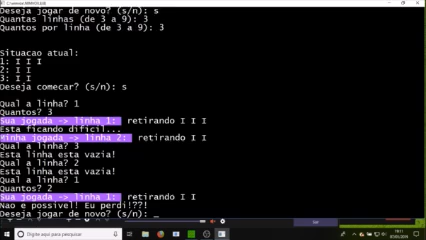 Deseja jogar de novo? (s/n): s
Quantas linhas (de 3 a 9): 3
Quantos por linha (de 3 a 9): 3
Situacao atual:
1: I I I
2: I I
3: I I
Deseja comecar? (s/n): s
Qual a linha? 1
Quantos? 3
Sua jogada -> linha 1: retirando I I I
Esta ficando dificil...
Minha jogada -> linha 2: retirando I I
Qual a linha? 3
Esta linha esta vazia!
Qual a linha? 2
Esta linha esta vazia!
Qual a linha? 1
Quantos? 2
Sua jogada -> linha 1: retirando I I
Nao e possivel! Eu perdi!???!
Deseja jogar de novo? (s/n): _
Digite aqui para pesquisar